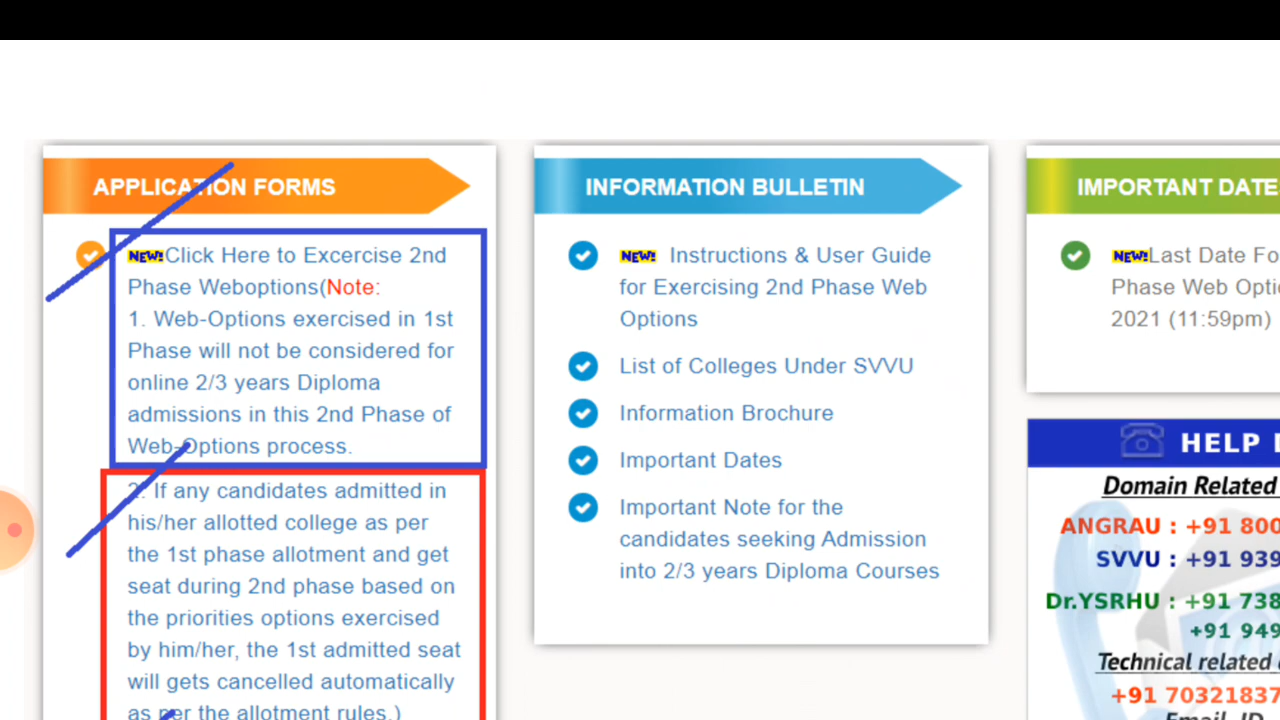 APPLICATION FORMS
NEW! Click Here to Excercise 2nd
Phase Weboptions(Note:
1. Web-Options exercised in 1st
Phase will not be considered for
online 2/3 years Diploma
admissions in this 2nd Phase of
Web-Options process.
2. If any candidates admitted in
his/her allotted college as per
the 1st phase allotment and get
seat during 2nd phase based on
the priorities options exercised
by him/her, the 1st admitted seat
will gets cancelled automatically
as per the allotment rules.)
INFORMATION BULLETIN
NEW! Instructions & User Guide
for Exercising 2nd Phase Web
Options
List of Colleges Under SVVU
Information Brochure
Important Dates
Important Note for the
candidates seeking Admission
into 2/3 years Diploma Courses
IMPORTANT DATE
NEW! Last Date Fo
Phase Web Optio
2021 (11:59pm)
HELP
Domain Related
ANGRAU : +91 800
SVVU : +91 939
Dr.YSRHU : +91 738
+91 949
Technical related
+91 70321837
Email ID